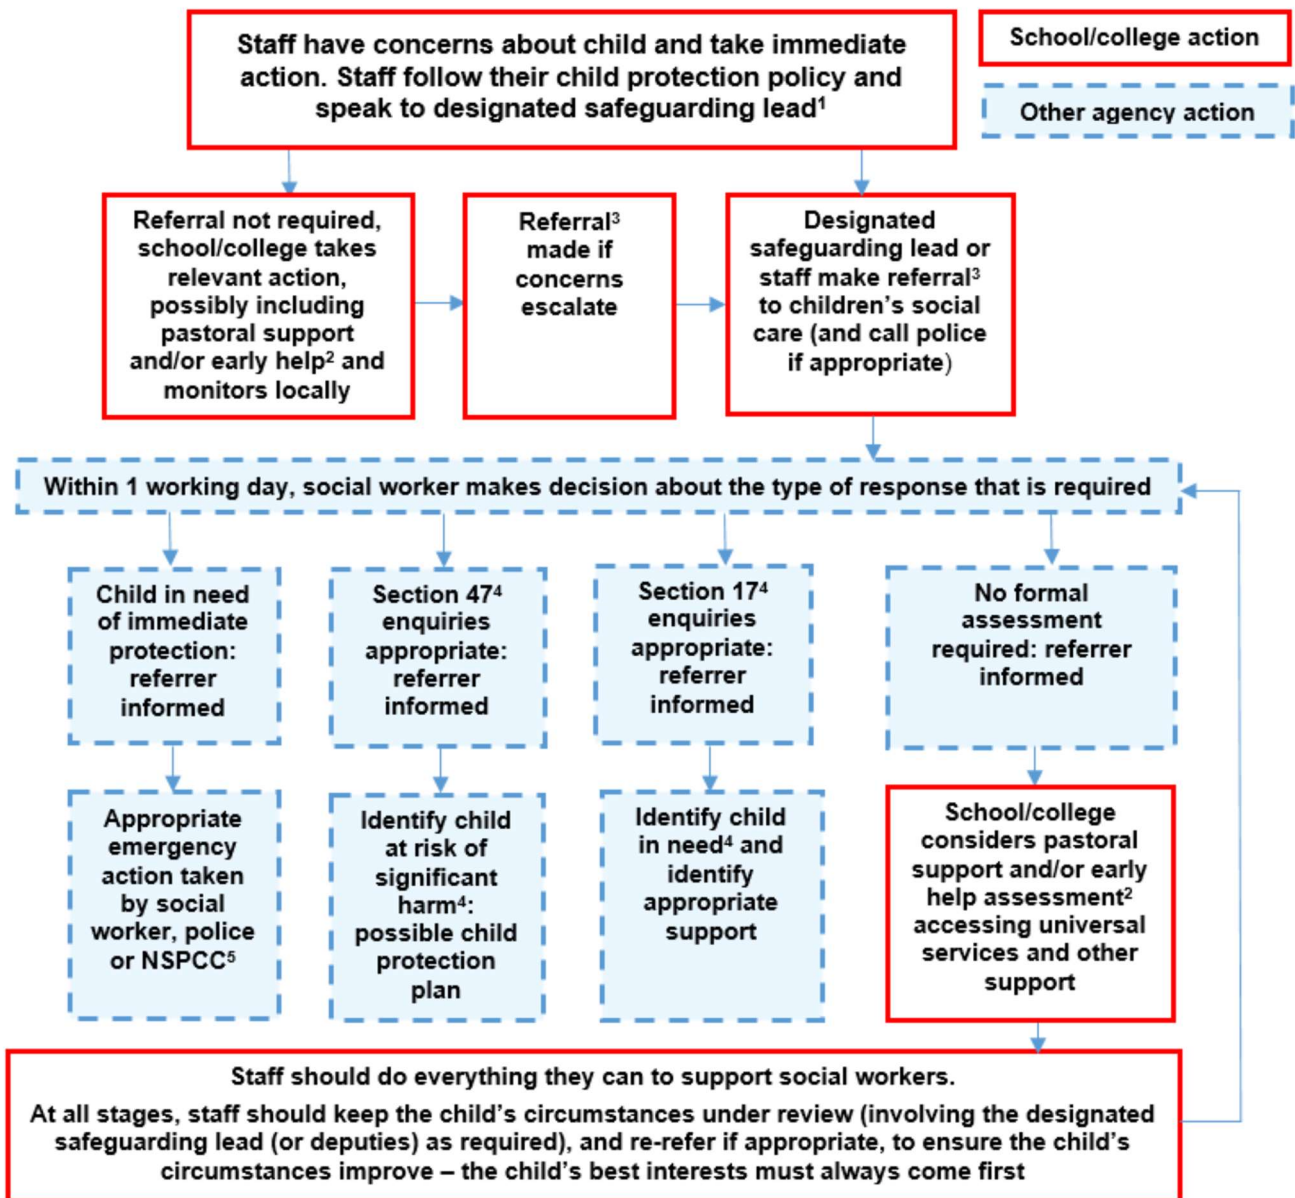 Staff have concerns about child and take immediate
action. Staff follow their child protection policy and
speak to designated safeguarding lead¹
School/college action
Other agency action
Referral not required,
school/college takes
relevant action,
possibly including
pastoral support
and/or early help² and
monitors locally
Referral³
made if
concerns
escalate
Designated
safeguarding lead or
staff make referral³
to children’s social
care (and call police
if appropriate)
Within 1 working day, social worker makes decision about the type of response that is required
Child in need
of immediate
protection:
referrer
informed
Section 47⁴
enquiries
appropriate:
referrer
informed
Section 17⁴
enquiries
appropriate:
referrer
informed
No formal
assessment
required: referrer
informed
Appropriate
emergency
action taken
by social
worker, police
or NSPCC⁵
Identify child
at risk of
significant
harm⁴:
possible child
protection
plan
Identify child
in need⁴ and
identify
appropriate
support
School/college
considers pastoral
support and/or early
help assessment²
accessing universal
services and other
support
Staff should do everything they can to support social workers.
At all stages, staff should keep the child’s circumstances under review (involving the designated
safeguarding lead (or deputies) as required), and re-refer if appropriate, to ensure the child’s
circumstances improve – the child’s best interests must always come first